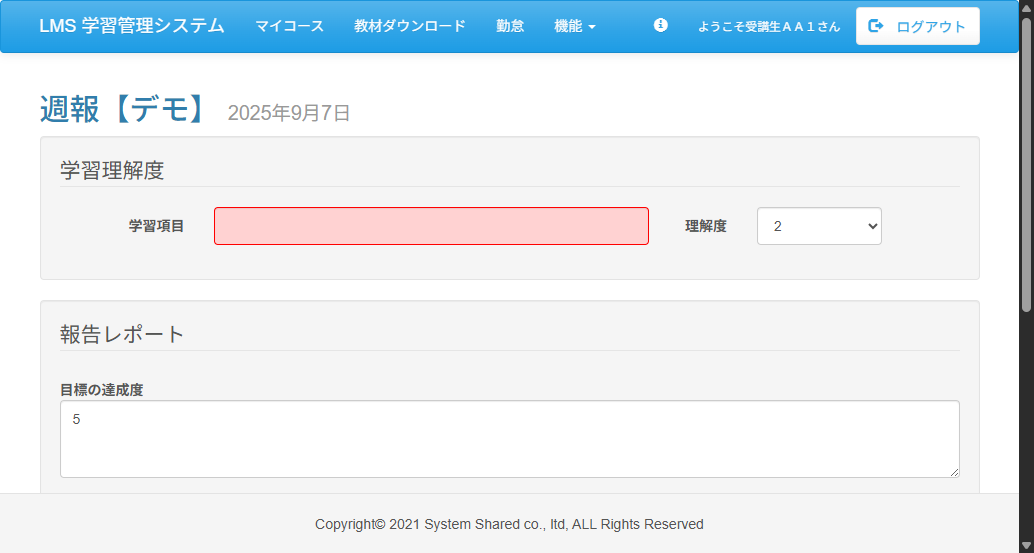 LMS 学習管理システム マイコース 教材ダウンロード 勤怠 機能 ようこそ受講生ＡＡ１さん ログアウト
週報【デモ】 2025年9月7日
学習理解度
学習項目 理解度 2
報告レポート
目標の達成度
5
Copyright© 2021 System Shared co., ltd, ALL Rights Reserved